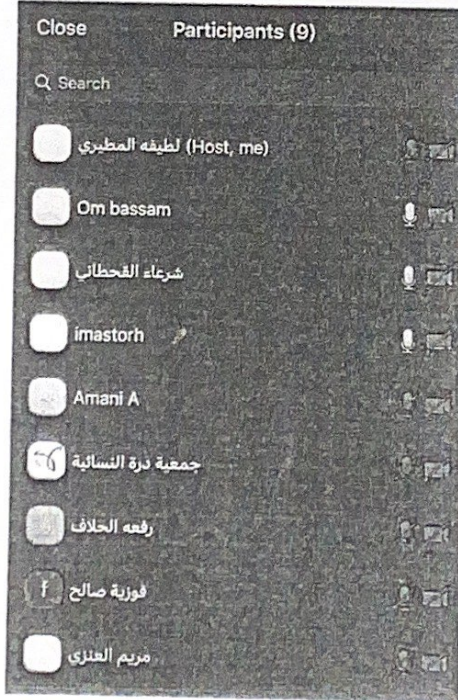 Close
Participants (9)
Search
لطيفه المطيري (Host, me)
Om bassam
شرعاء القحطاني
imastorh
Amani A
جمعية درة النسائية
رفعه الحلاف
f فوزية صالح
مريم العنزي